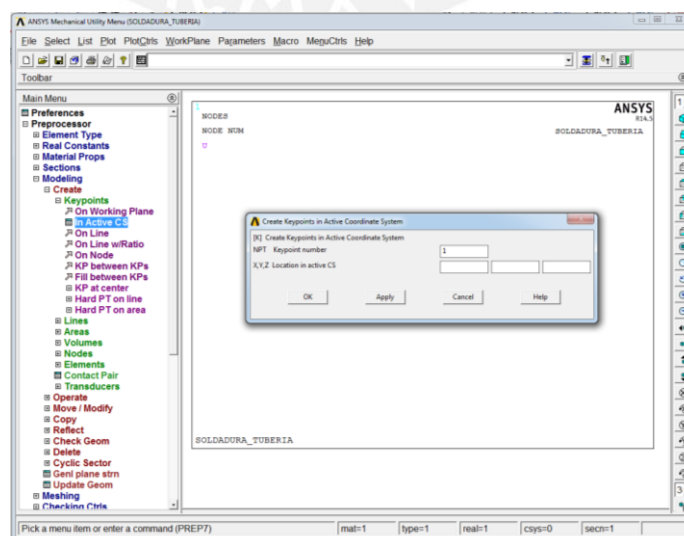 ANSYS Mechanical Utility Menu (SOLDADURA_TUBERIA)
File Select List Plot PlotCtrls WorkPlane Parameters Macro MenuCtrls Help
Toolbar
Main Menu
Preferences
Preprocessor
Element Type
Real Constants
Material Props
Sections
Modeling
Create
Keypoints
On Working Plane
In Active CS
On Line
On Line w/Ratio
On Node
KP between KPs
Fill between KPs
KP at center
Hard PT on line
Hard PT on area
Lines
Areas
Volumes
Nodes
Elements
Contact Pair
Transducers
Operate
Move / Modify
Copy
Reflect
Check Geom
Delete
Cyclic Sector
Genl plane strn
Update Geom
Meshing
Checking Ctrls
1
NODES
NODE NUM
U
ANSYS
R14.5
SOLDADURA_TUBERIA
Create Keypoints in Active Coordinate System
[K] Create Keypoints in Active Coordinate System
NPT Keypoint number
1
X,Y,Z Location in active CS
OK Apply Cancel Help
SOLDADURA_TUBERIA
1
3
Pick a menu item or enter a command (PREP7)
mat=1 type=1 real=1 csys=0 secn=1